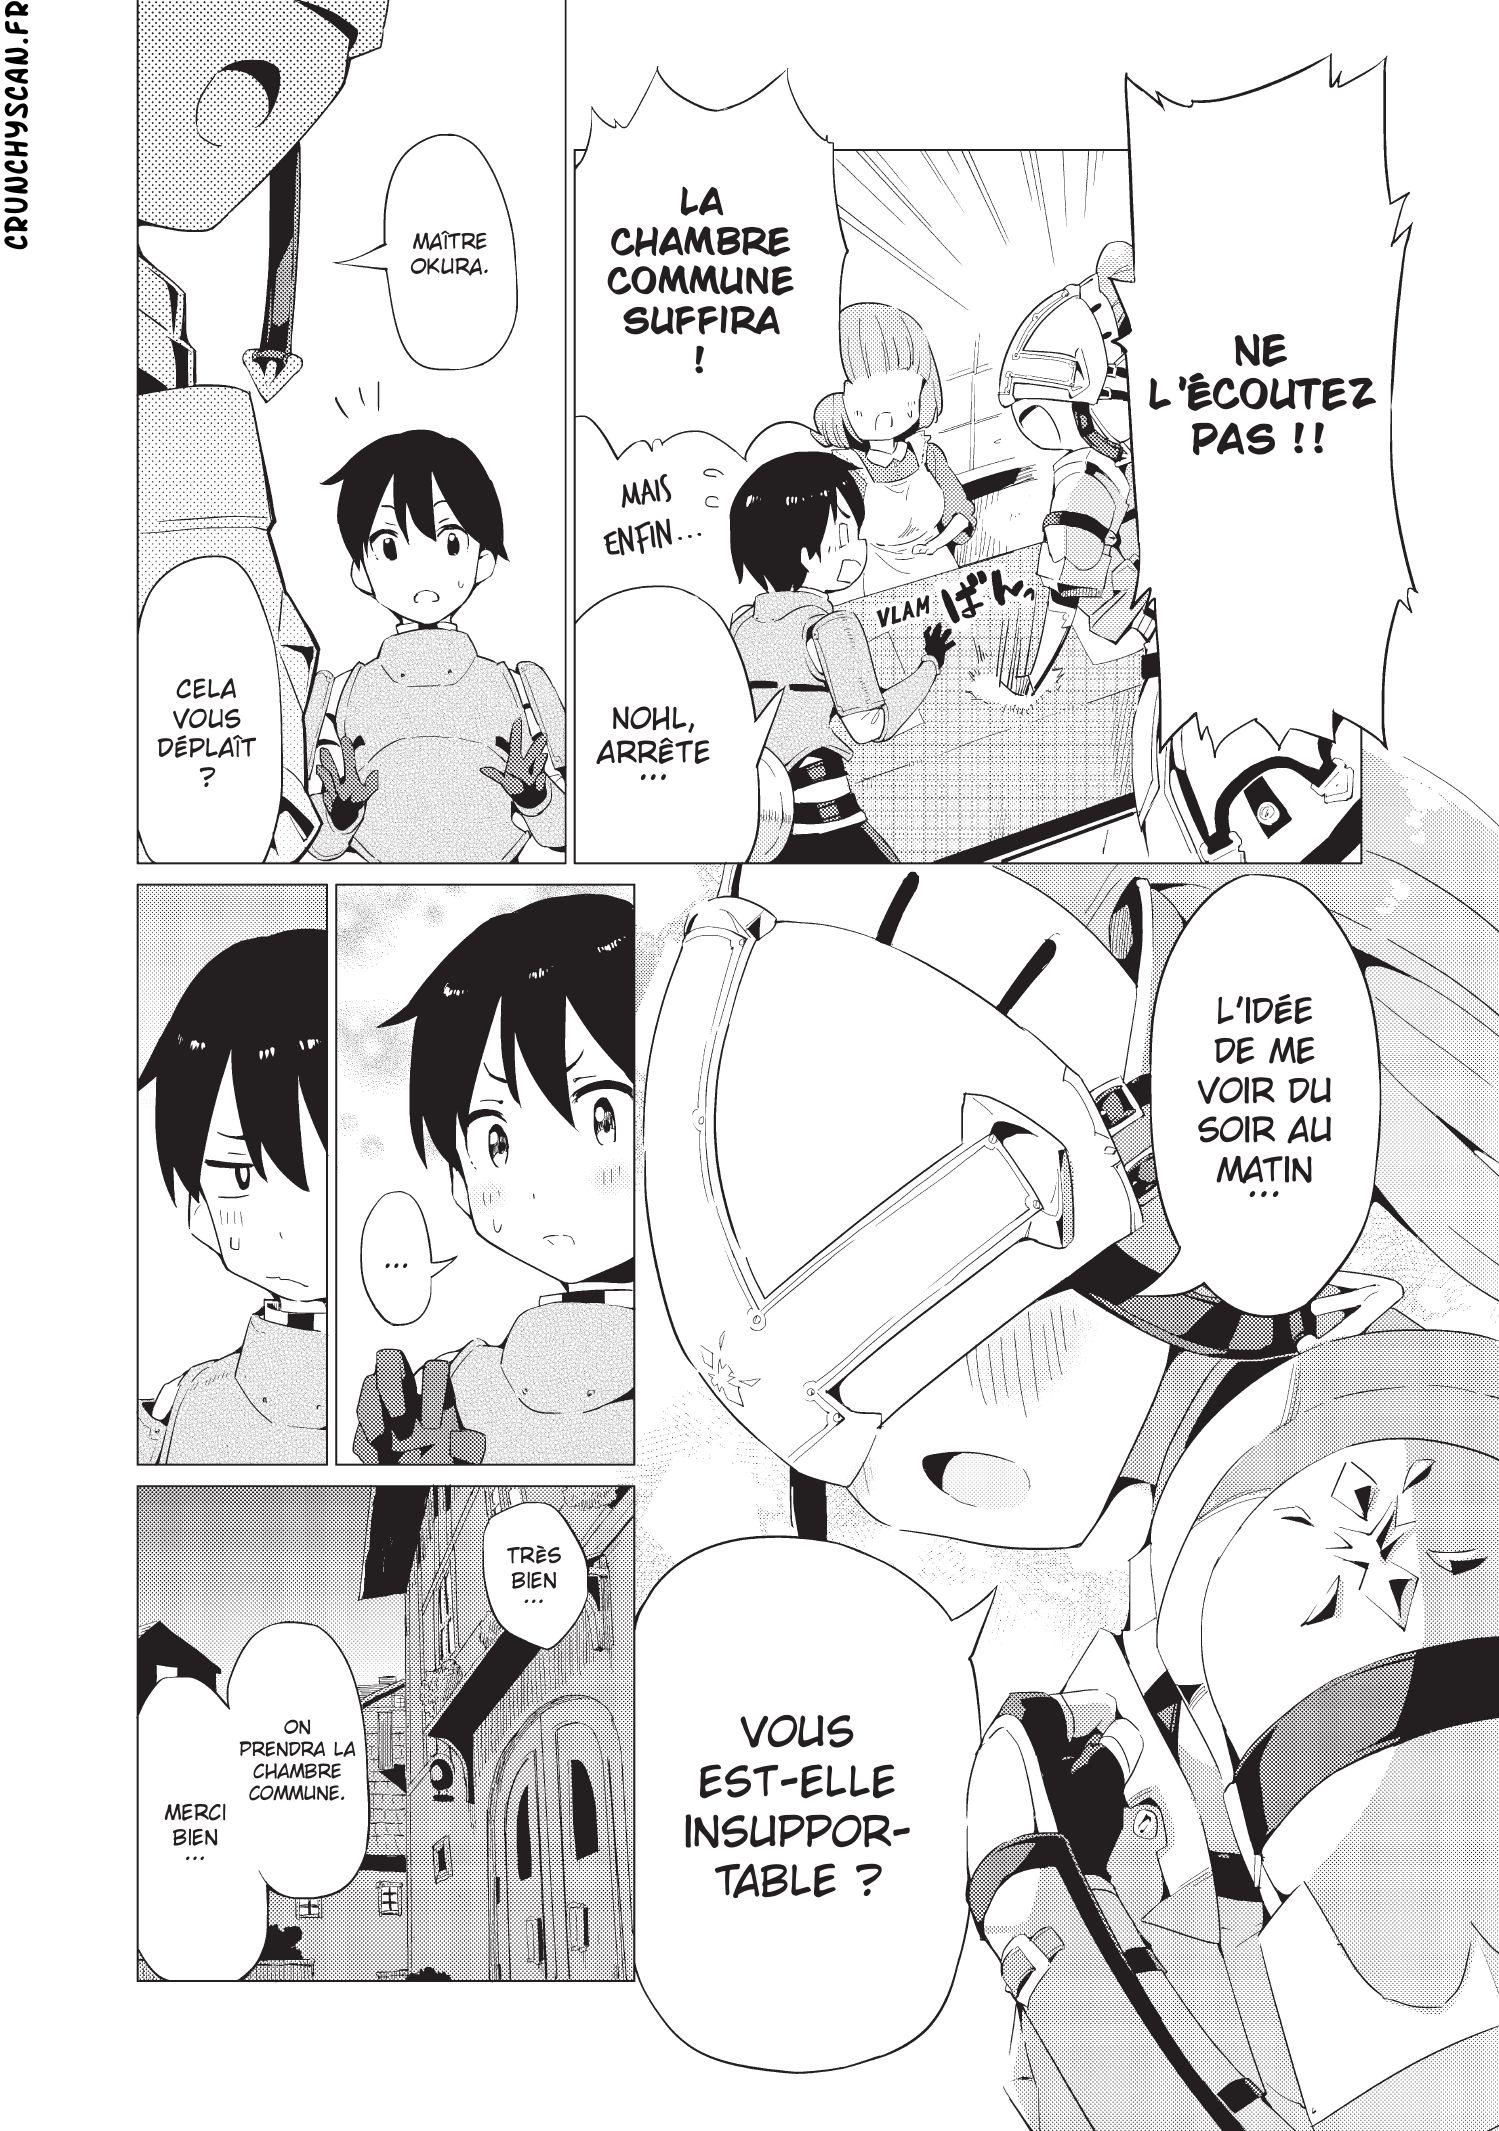 CRUNCHYSCAN.FR
NE
L'ÉCOUTEZ
PAS !!
LA
CHAMBRE
COMMUNE
SUFFIRA
!
MAIS
ENFIN...
VLAM
ばんっ
NOHL,
ARRÊTE
...
MAÎTRE
OKURA.
CELA
VOUS
DÉPLAÎT
?
L'IDÉE
DE ME
VOIR DU
SOIR AU
MATIN
...
VOUS
EST-ELLE
INSUPPOR-
TABLE ?
...
TRÈS
BIEN
...
ON
PRENDRA LA
CHAMBRE
COMMUNE.
MERCI
BIEN
...